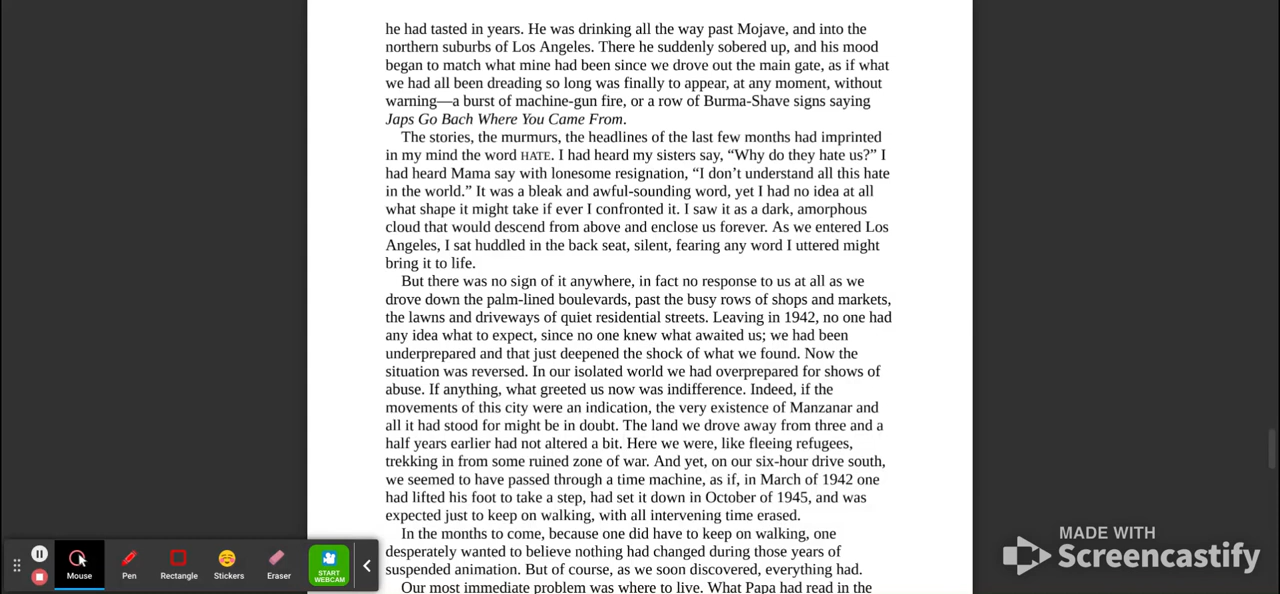 he had tasted in years. He was drinking all the way past Mojave, and into the
northern suburbs of Los Angeles. There he suddenly sobered up, and his mood
began to match what mine had been since we drove out the main gate, as if what
we had all been dreading so long was finally to appear, at any moment, without
warning—a burst of machine-gun fire, or a row of Burma-Shave signs saying
Japs Go Bach Where You Came From.
The stories, the murmurs, the headlines of the last few months had imprinted
in my mind the word HATE. I had heard my sisters say, “Why do they hate us?” I
had heard Mama say with lonesome resignation, “I don’t understand all this hate
in the world.” It was a bleak and awful-sounding word, yet I had no idea at all
what shape it might take if ever I confronted it. I saw it as a dark, amorphous
cloud that would descend from above and enclose us forever. As we entered Los
Angeles, I sat huddled in the back seat, silent, fearing any word I uttered might
bring it to life.
But there was no sign of it anywhere, in fact no response to us at all as we
drove down the palm-lined boulevards, past the busy rows of shops and markets,
the lawns and driveways of quiet residential streets. Leaving in 1942, no one had
any idea what to expect, since no one knew what awaited us; we had been
underprepared and that just deepened the shock of what we found. Now the
situation was reversed. In our isolated world we had overprepared for shows of
abuse. If anything, what greeted us now was indifference. Indeed, if the
movements of this city were an indication, the very existence of Manzanar and
all it had stood for might be in doubt. The land we drove away from three and a
half years earlier had not altered a bit. Here we were, like fleeing refugees,
trekking in from some ruined zone of war. And yet, on our six-hour drive south,
we seemed to have passed through a time machine, as if, in March of 1942 one
had lifted his foot to take a step, had set it down in October of 1945, and was
expected just to keep on walking, with all intervening time erased.
In the months to come, because one did have to keep on walking, one
desperately wanted to believe nothing had changed during those years of
suspended animation. But of course, as we soon discovered, everything had.
Our most immediate problem was where to live. What Papa had read in the
Mouse
Pen
Rectangle
Stickers
Eraser
START
WEBCAM
MADE WITH
Screencastify